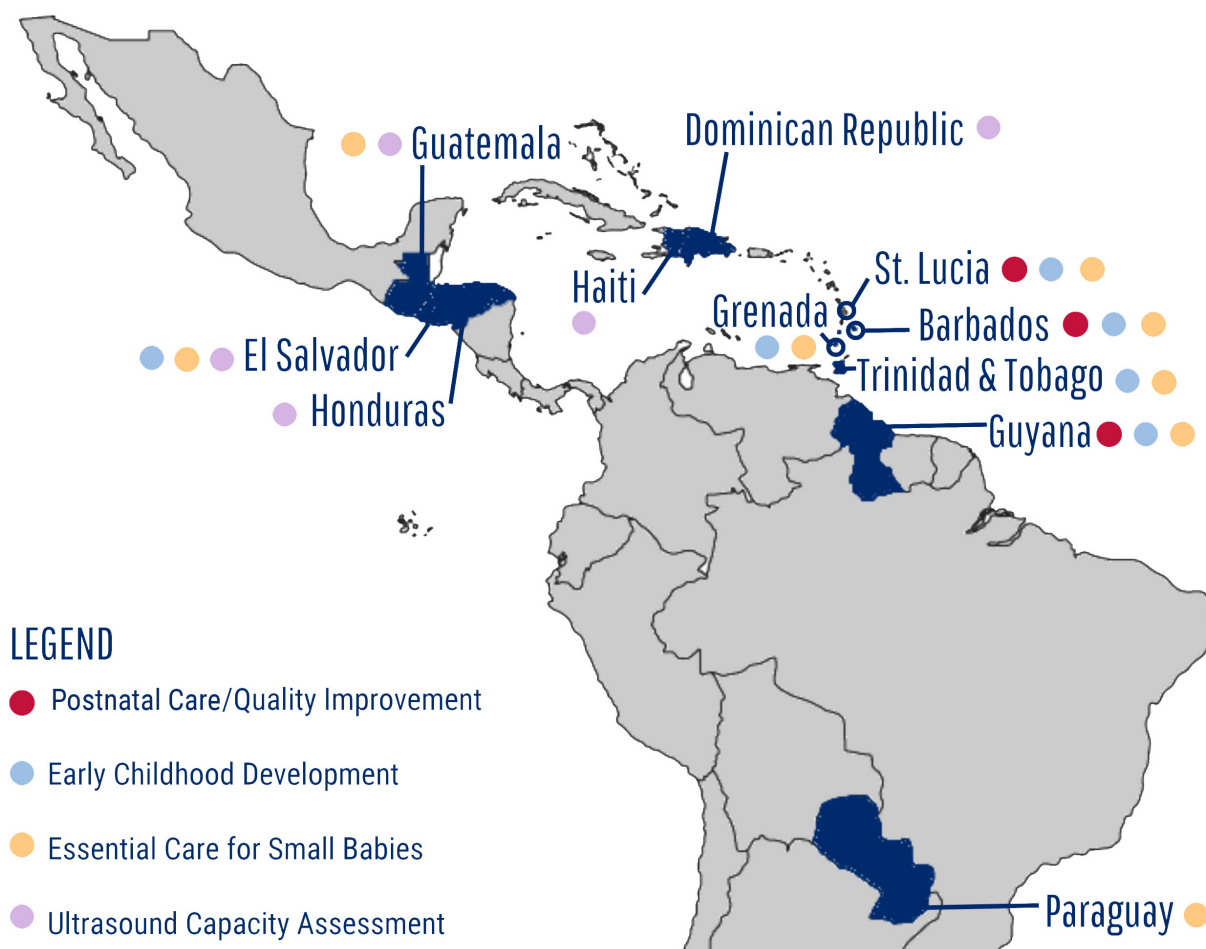 Guatemala
Dominican Republic
Haiti
St. Lucia
Grenada
Barbados
El Salvador
Trinidad & Tobago
Honduras
Guyana
LEGEND
Postnatal Care/Quality Improvement
Early Childhood Development
Essential Care for Small Babies
Ultrasound Capacity Assessment
Paraguay